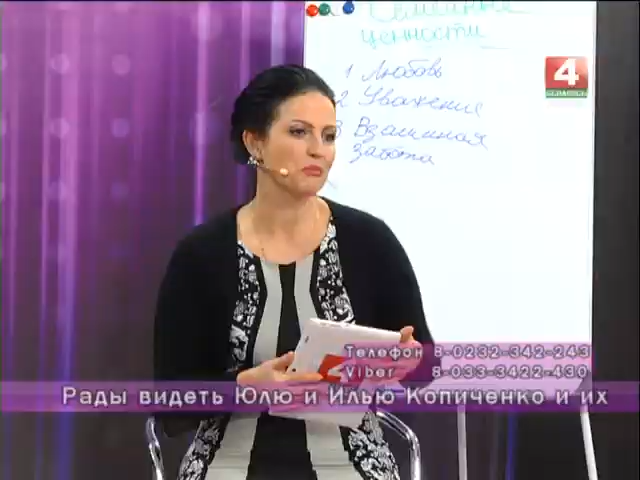 Семейные
ценности
1 Любовь
2 Уважение
3 Взаимная
забота
4
БЕЛАРУСЬ
Телефон 8-0232-342-243
Viber 8-033-3422-430
Рады видеть Юлю и Илью Копиченко и их